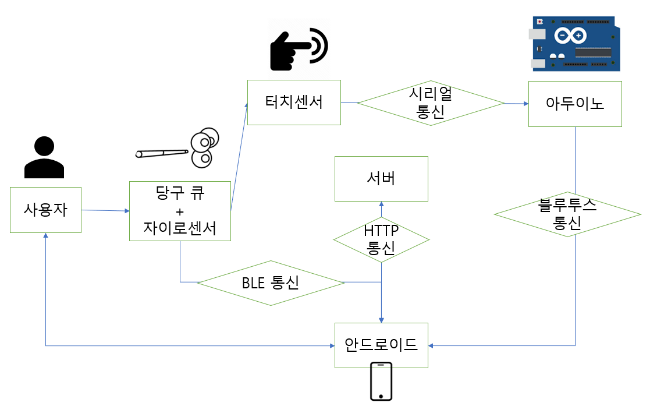 터치센서
시리얼
통신
아두이노
사용자
당구 큐
+
자이로센서
서버
블루투스
통신
HTTP
통신
BLE 통신
안드로이드